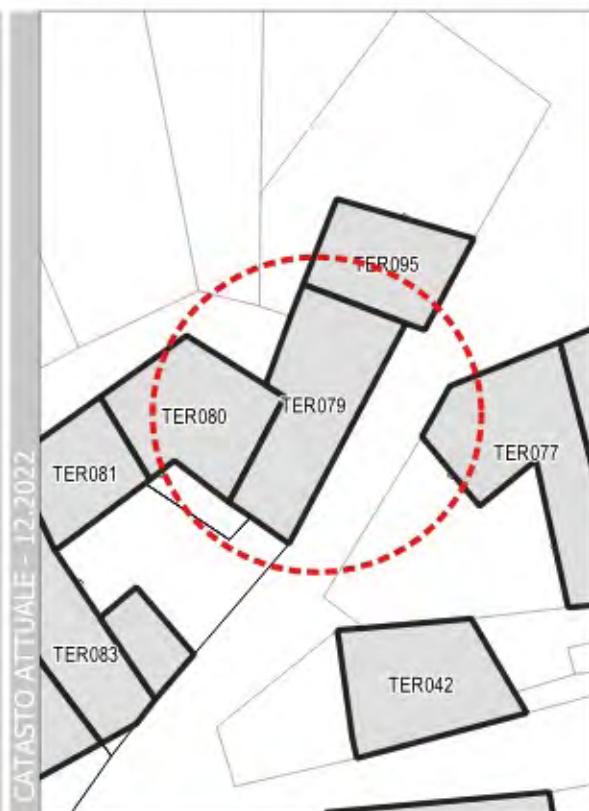 CATASTO ATTUALE - 12.2022
TER095
TER079
TER080
TER077
TER081
TER083
TER042